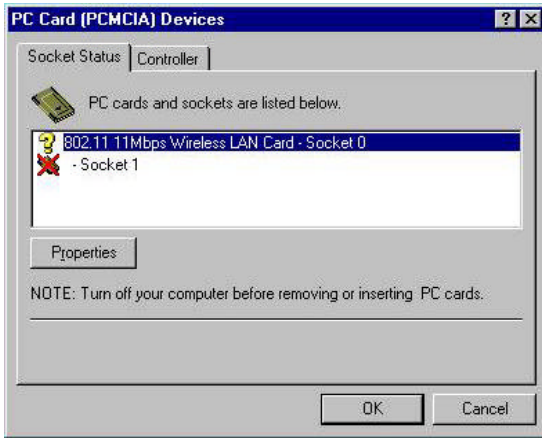 PC Card (PCMCIA) Devices
Socket Status
Controller
PC cards and sockets are listed below.
802.11 11Mbps Wireless LAN Card - Socket 0
- Socket 1
Properties
NOTE: Turn off your computer before removing or inserting PC cards.
OK
Cancel